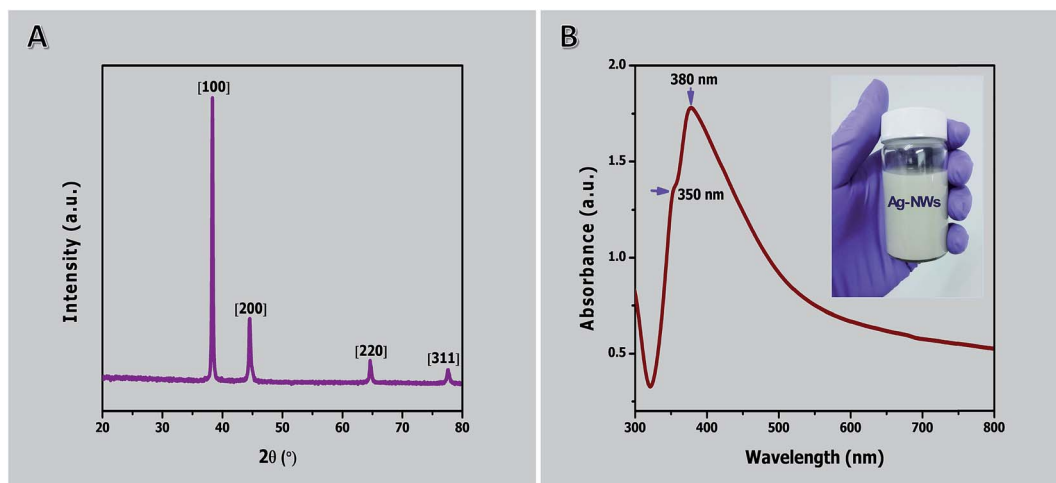 A
[100]
[200]
[220]
[311]
Intensity (a.u.)
20 30 40 50 60 70 80
2θ (°)
B
2.0
1.5
1.0
0.5
380 nm
350 nm
Ag-NWs
Absorbance (a.u.)
300 400 500 600 700 800
Wavelength (nm)